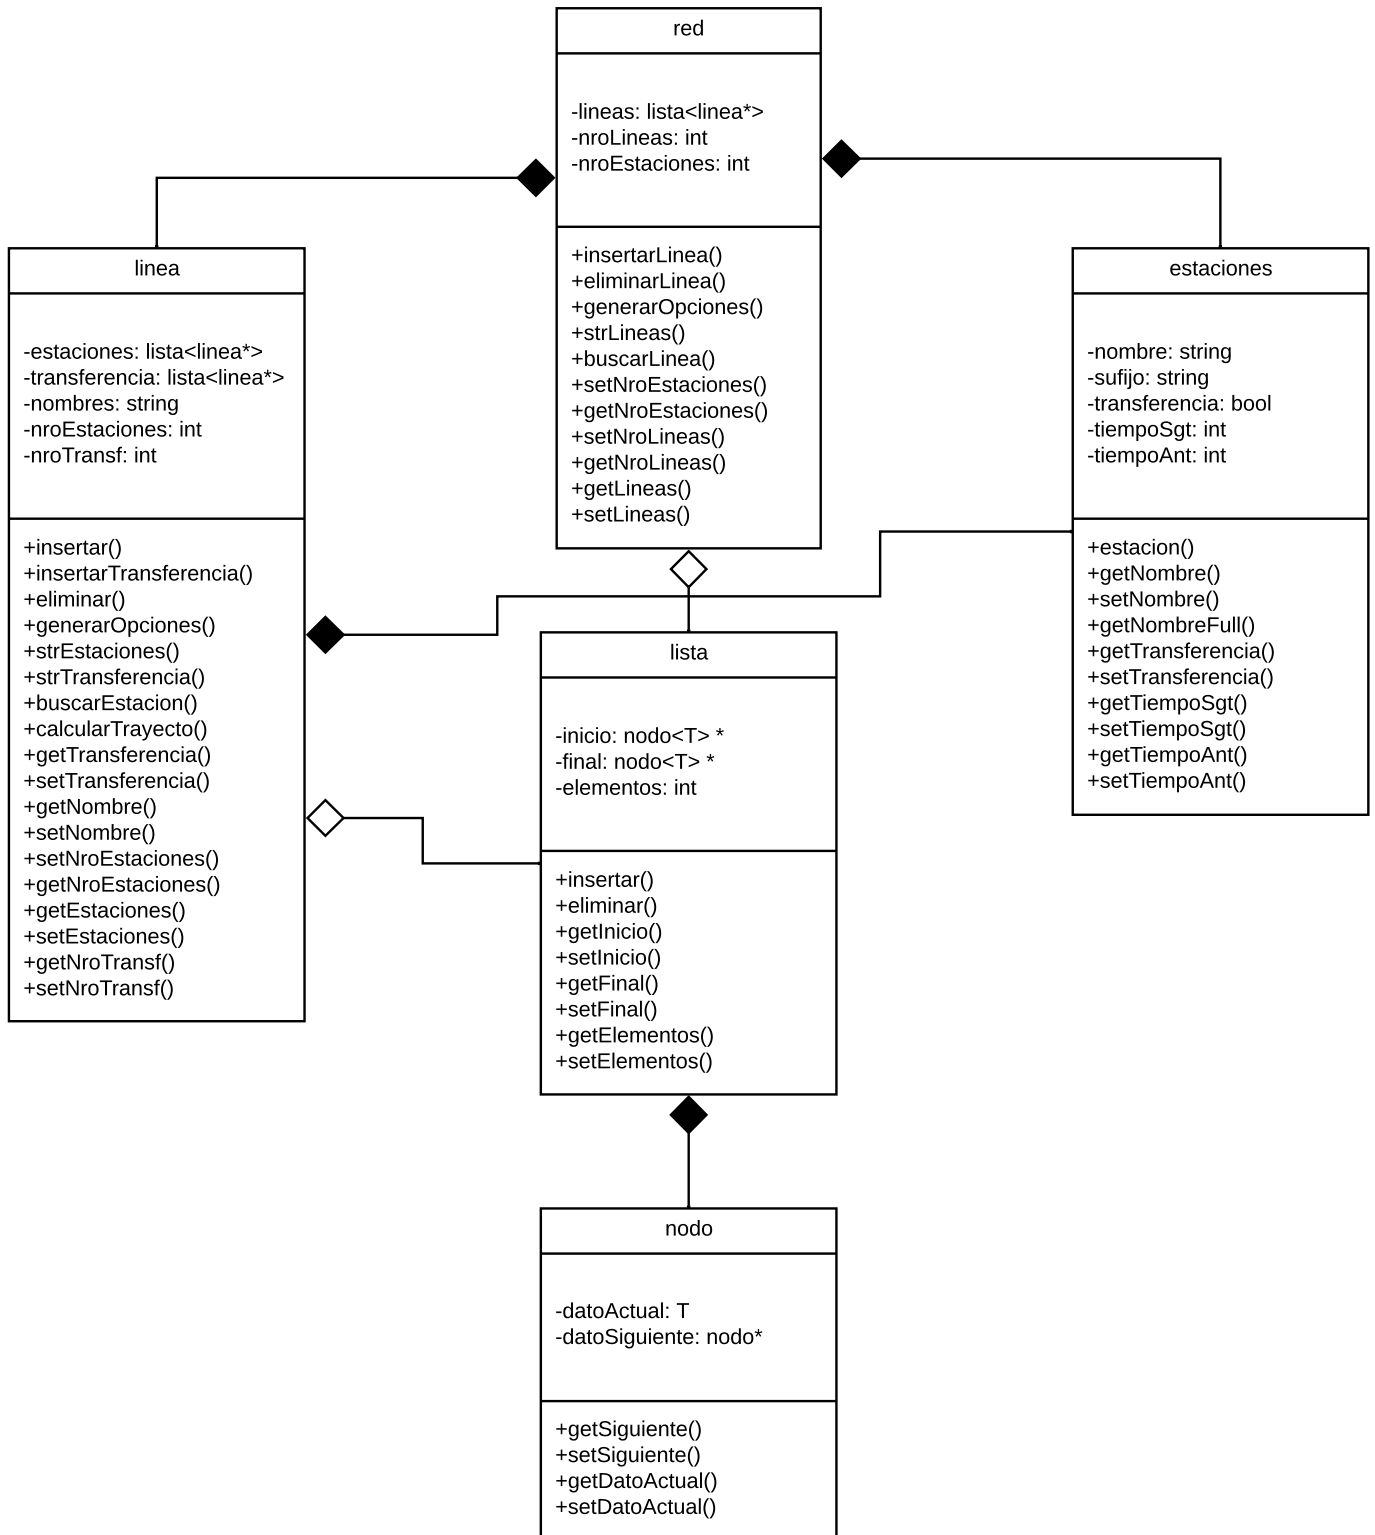 red
-lineas: lista<linea*>
-nroLineas: int
-nroEstaciones: int
+insertarLinea()
+eliminarLinea()
+generarOpciones()
+strLineas()
+buscarLinea()
+setNroEstaciones()
+getNroEstaciones()
+setNroLineas()
+getNroLineas()
+getLineas()
+setLineas()
linea
-estaciones: lista<linea*>
-transferencia: lista<linea*>
-nombres: string
-nroEstaciones: int
-nroTransf: int
+insertar()
+insertarTransferencia()
+eliminar()
+generarOpciones()
+strEstaciones()
+strTransferencia()
+buscarEstacion()
+calcularTrayecto()
+getTransferencia()
+setTransferencia()
+getNombre()
+setNombre()
+setNroEstaciones()
+getNroEstaciones()
+getEstaciones()
+setEstaciones()
+getNroTransf()
+setNroTransf()
estaciones
-nombre: string
-sufijo: string
-transferencia: bool
-tiempoSgt: int
-tiempoAnt: int
+estacion()
+getNombre()
+setNombre()
+getNombreFull()
+getTransferencia()
+setTransferencia()
+getTiempoSgt()
+setTiempoSgt()
+getTiempoAnt()
+setTiempoAnt()
lista
-inicio: nodo<T> *
-final: nodo<T> *
-elementos: int
+insertar()
+eliminar()
+getInicio()
+setInicio()
+getFinal()
+setFinal()
+getElementos()
+setElementos()
nodo
-datoActual: T
-datoSiguiente: nodo*
+getSiguiente()
+setSiguiente()
+getDatoActual()
+setDatoActual()